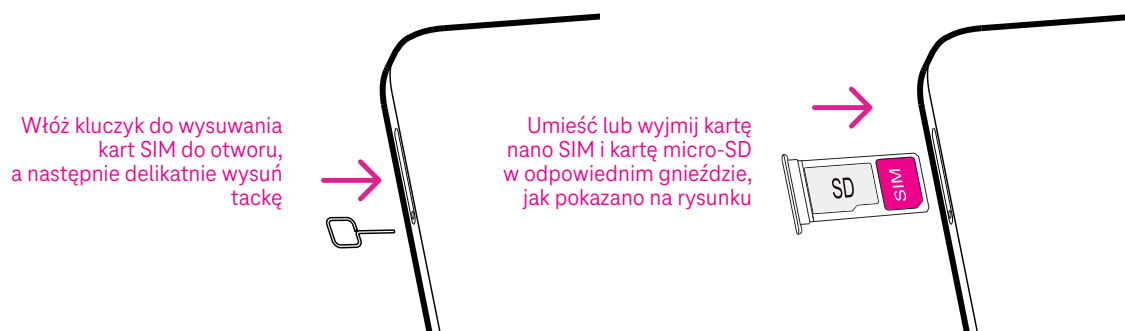 Włóż kluczyk do wysuwania
kart SIM do otworu,
a następnie delikatnie wysuń
tackę
Umieść lub wyjmij kartę
nano SIM i kartę micro-SD
w odpowiednim gnieździe,
jak pokazano na rysunku
SD
SIM